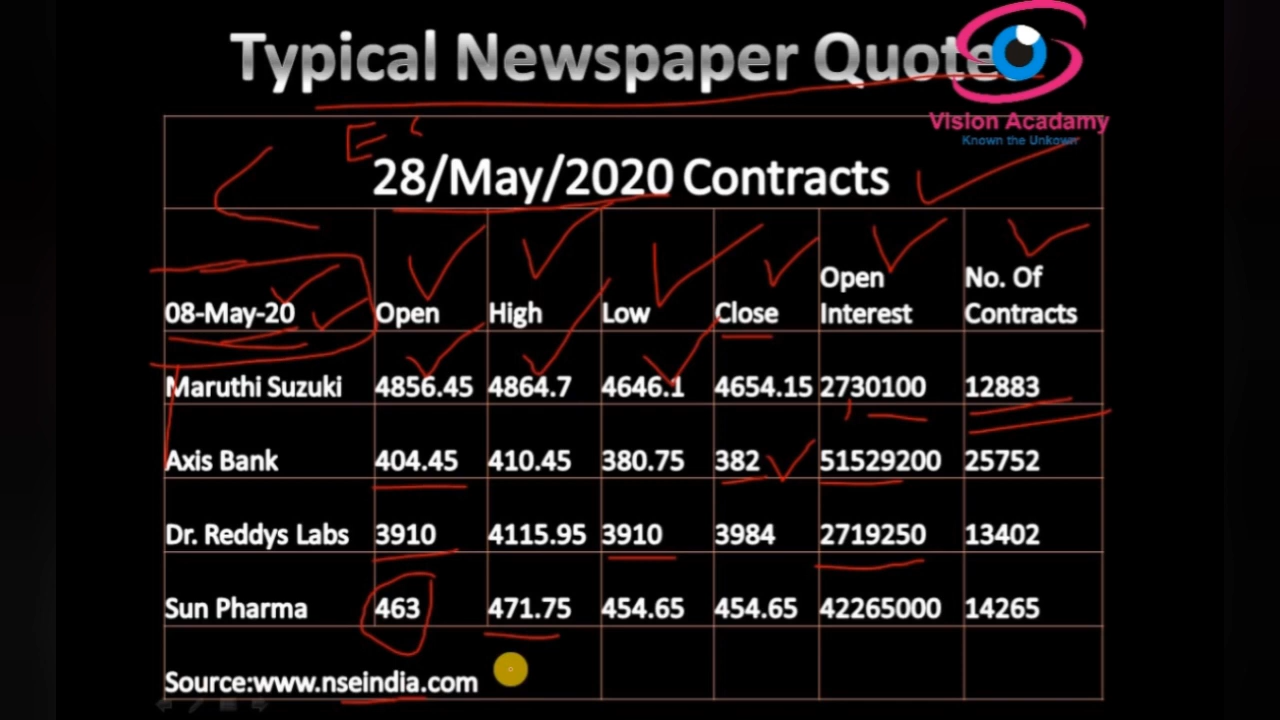 Typical Newspaper Quote
Vision Acadamy
Known the Unkown
E
28/May/2020 Contracts
08-May-20 Open High Low Close Open Interest No. Of Contracts
Maruthi Suzuki 4856.45 4864.7 4646.1 4654.15 2730100 12883
Axis Bank 404.45 410.45 380.75 382 51529200 25752
Dr. Reddys Labs 3910 4115.95 3910 3984 2719250 13402
Sun Pharma 463 471.75 454.65 454.65 42265000 14265
Source:www.nseindia.com